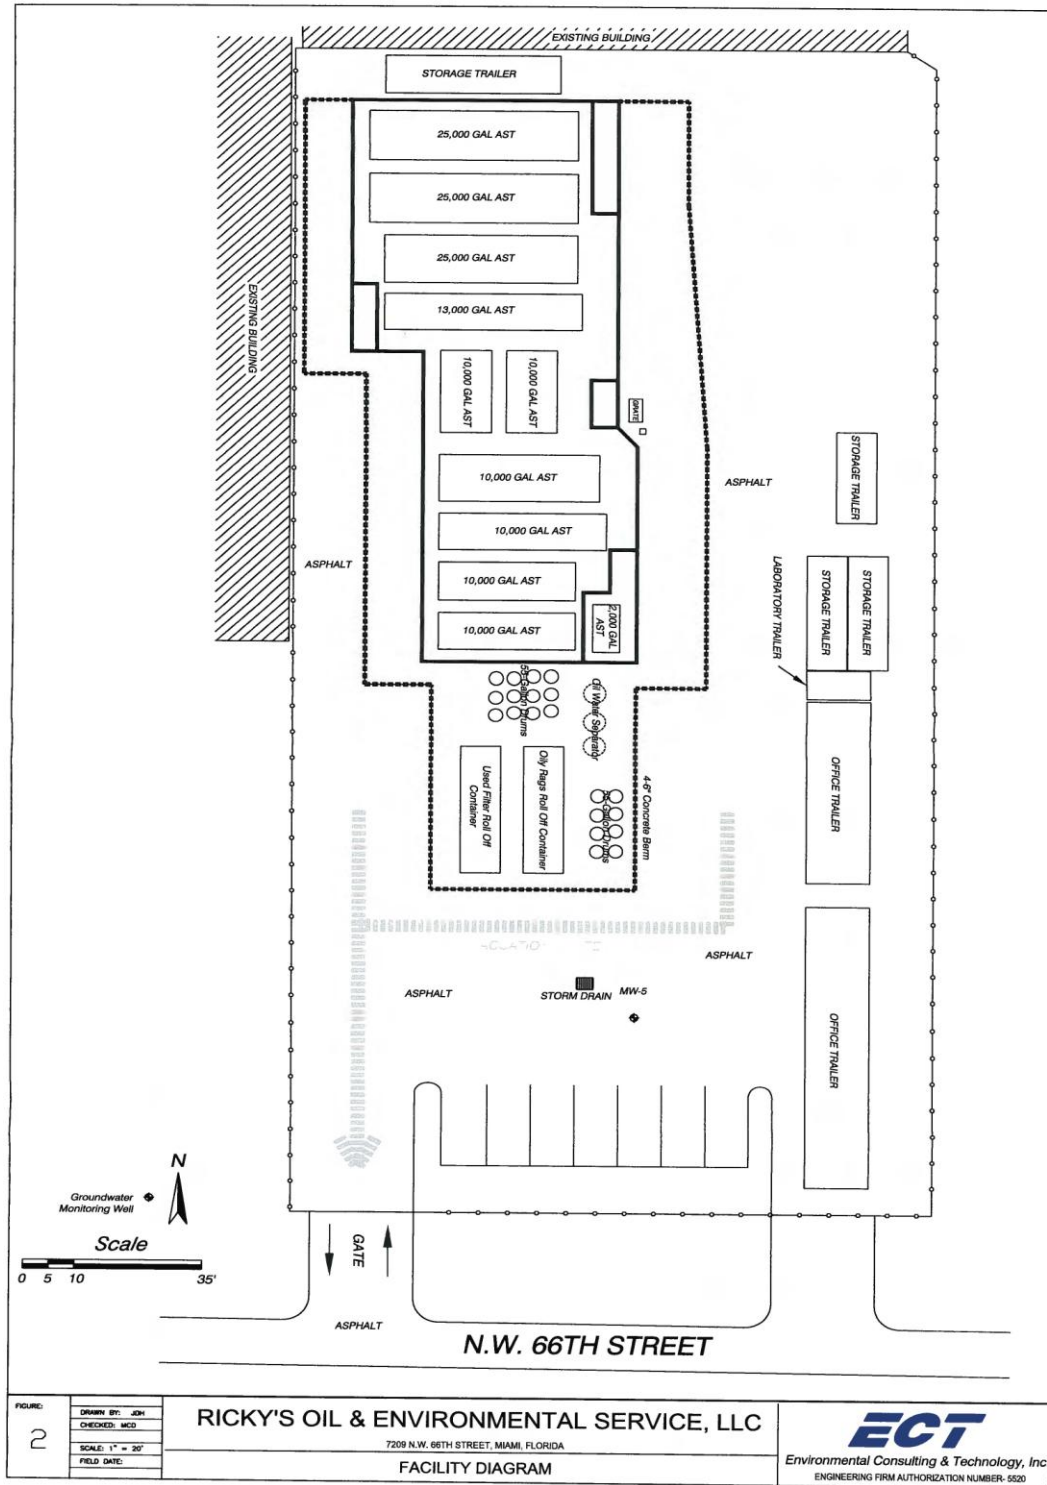 EXISTING BUILDING
STORAGE TRAILER
25,000 GAL AST
25,000 GAL AST
25,000 GAL AST
EXISTING BUILDING
13,000 GAL AST
10,000 GAL AST
10,000 GAL AST
GRATE
10,000 GAL AST
ASPHALT
STORAGE TRAILER
10,000 GAL AST
ASPHALT
10,000 GAL AST
LABORATORY TRAILER
STORAGE TRAILER
STORAGE TRAILER
10,000 GAL AST
2,000 GAL
AST
55-Gallon Drums
Oil Water Separator
Used Filter Roll Off
Container
Oily Rags Roll Off Container
55-Gallon Drums
4-6" Concrete Berm
OFFICE TRAILER
ASPHALT
ASPHALT
STORM DRAIN
MW-5
OFFICE TRAILER
N
Groundwater
Monitoring Well
Scale
0 5 10 35'
GATE
ASPHALT
N.W. 66TH STREET
FIGURE:
2
DRAWN BY: JDH
CHECKED: MCD
SCALE: 1" = 20'
FIELD DATE:
RICKY'S OIL & ENVIRONMENTAL SERVICE, LLC
7209 N.W. 66TH STREET, MIAMI, FLORIDA
FACILITY DIAGRAM
ECT
Environmental Consulting & Technology, Inc
ENGINEERING FIRM AUTHORIZATION NUMBER- 5520